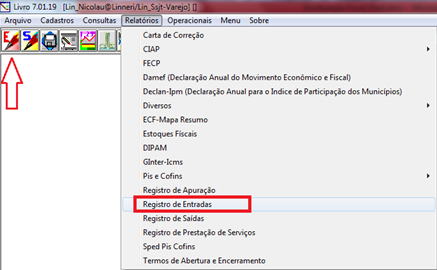 Livro 7.01.19 [Lin_Nicolau@Linneri/Lin_Ssjt-Varejo] []
Arquivo Cadastros Consultas Relatórios Operacionais Menu Sobre
E S
Carta de Correção
CIAP
FECP
Damef (Declaração Anual do Movimento Econômico e Fiscal)
Declan-Ipm (Declaração Anual para o Indice de Participação dos Municípios)
Diversos
ECF-Mapa Resumo
Estoques Físcais
DIPAM
GInter-Icms
Pis e Cofins
Registro de Apuração
Registro de Entradas
Registro de Saídas
Registro de Prestação de Serviços
Sped Pis Cofins
Termos de Abertura e Encerramento